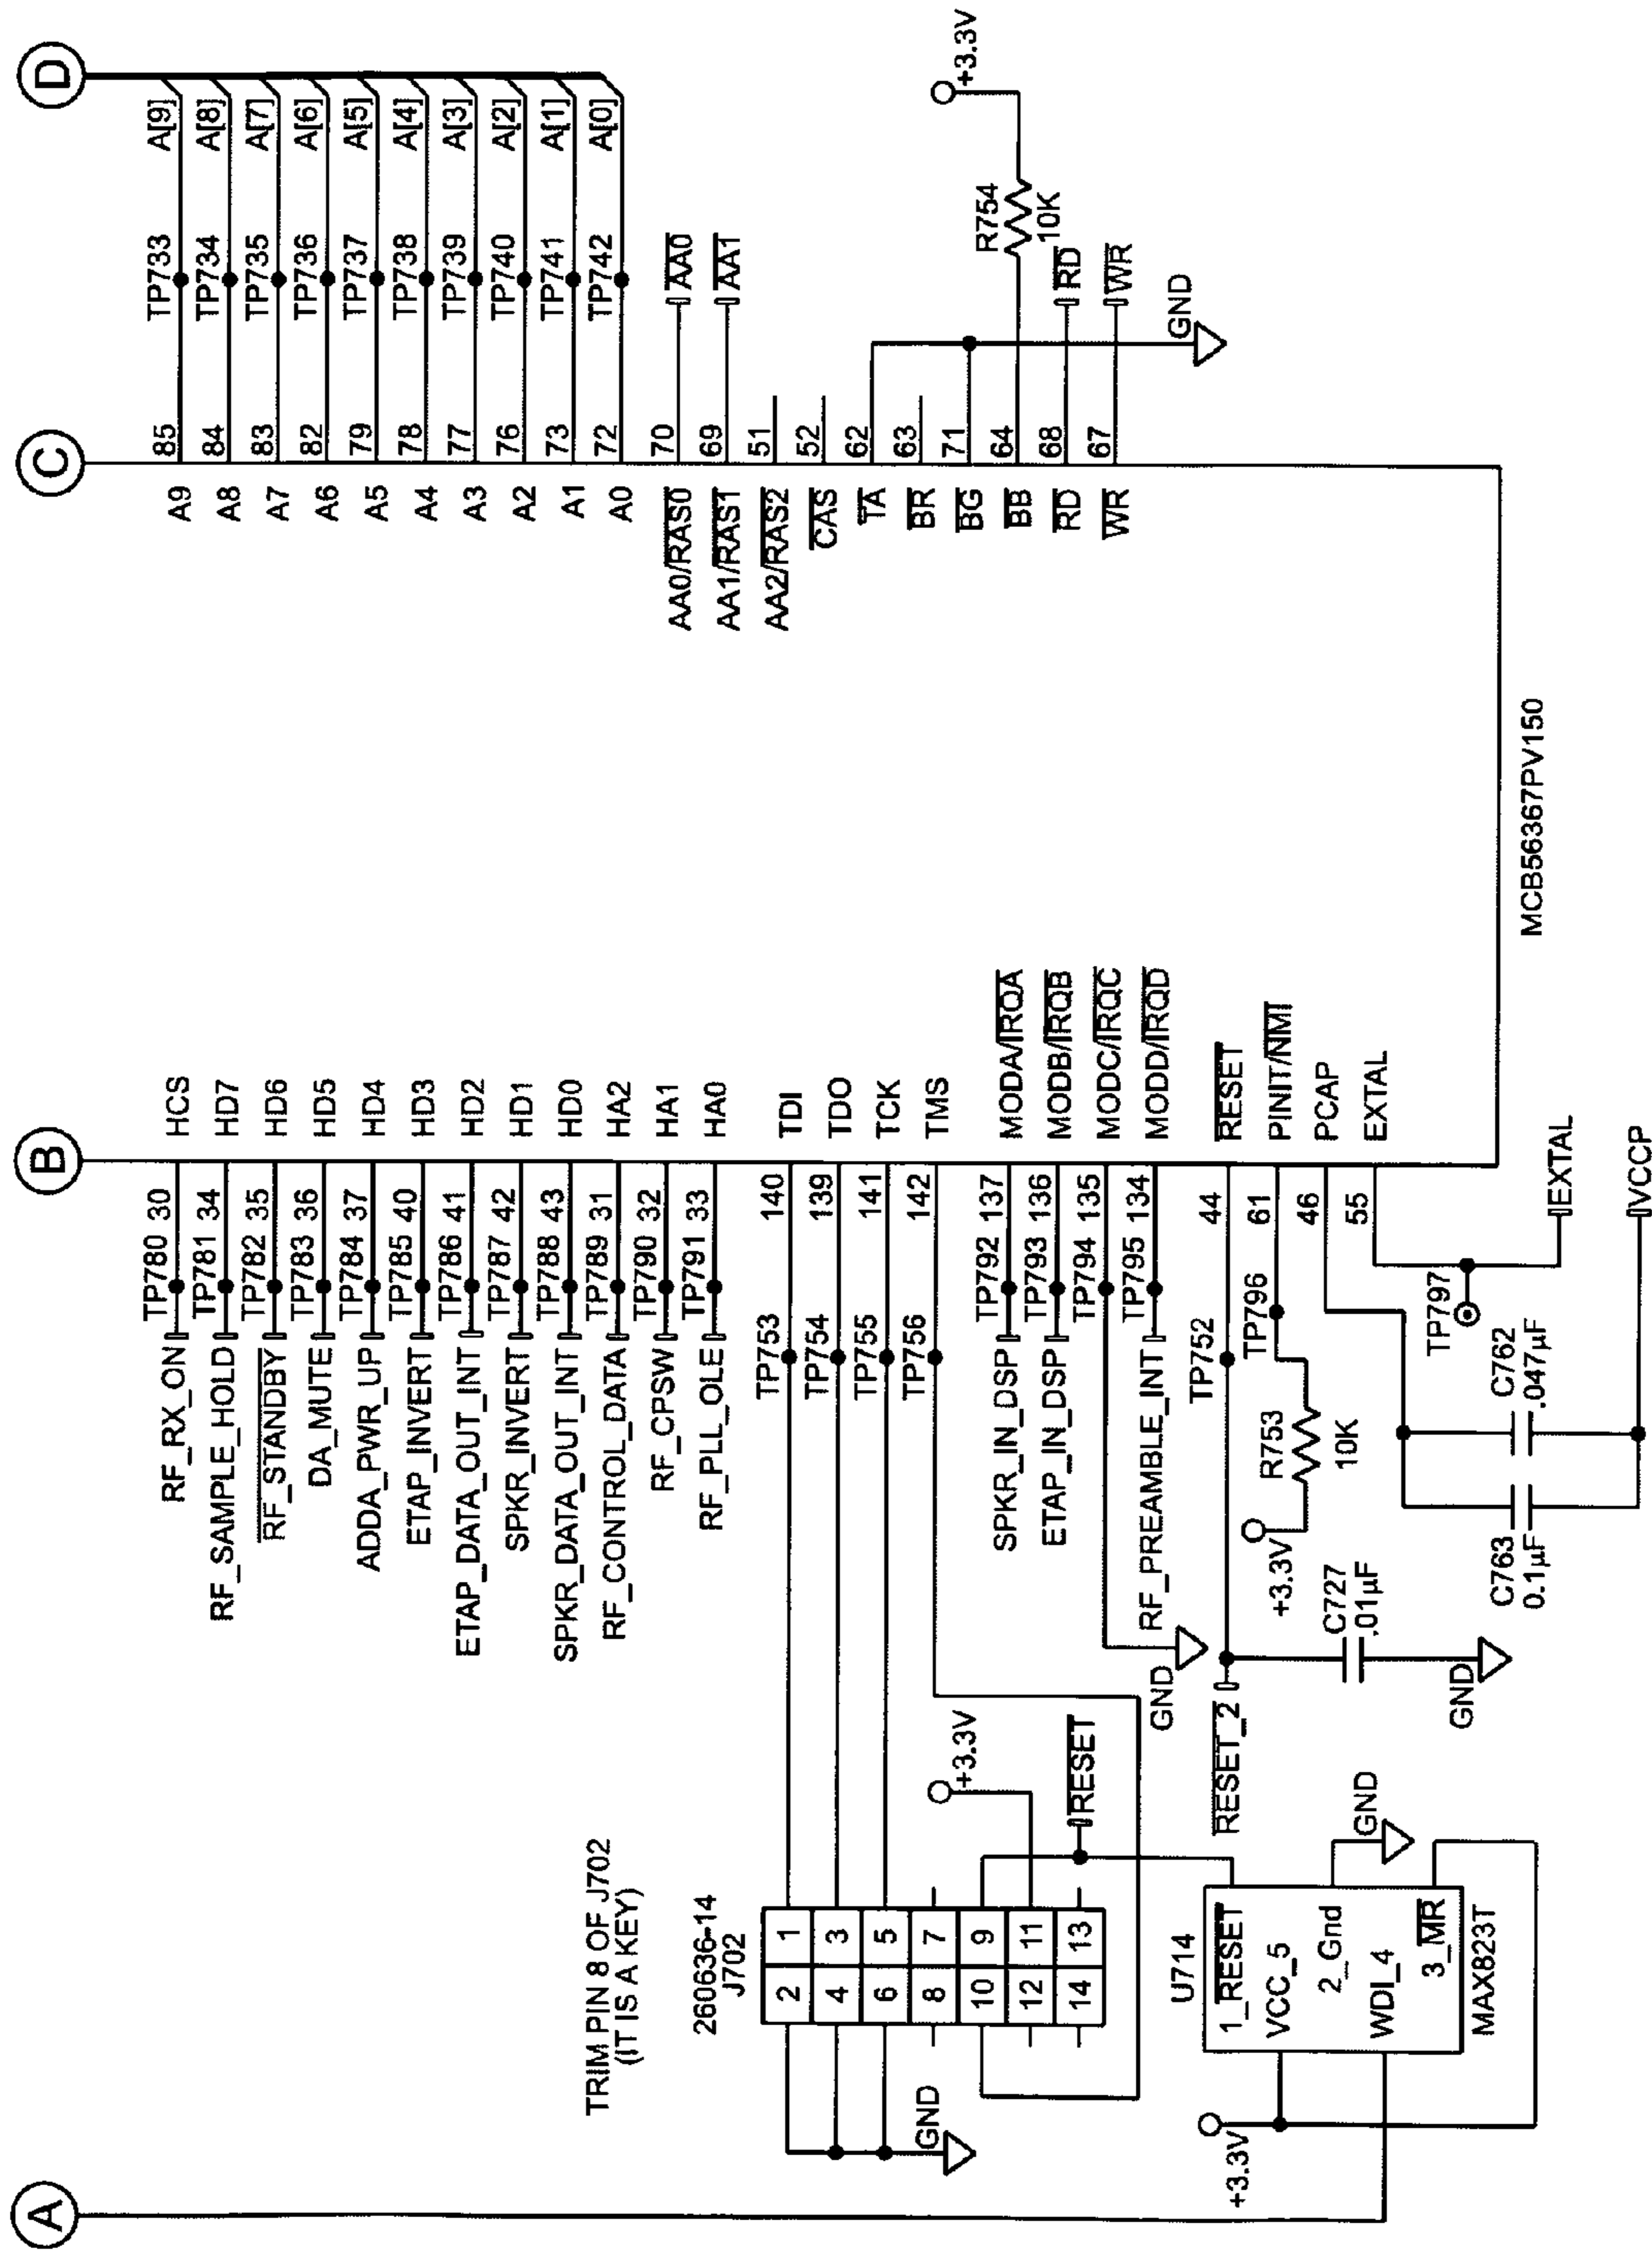 A
B
C
D
TRIM PIN 8 OF J702
(IT IS A KEY)
260636-14
J702
2 1
4 3
6 5
8 7
10 9
12 11
14 13
GND
+3.3V
RESET
U714
1_RESET
VCC_5
2_Gnd
WDI_4
3_MR
MAX823T
+3.3V
GND
RF_RX_ON TP780 30 HCS
RF_SAMPLE_HOLD TP781 34 HD7
RF_STANDBY TP782 35 HD6
DA_MUTE TP783 36 HD5
ADDA_PWR_UP TP784 37 HD4
ETAP_INVERT TP785 40 HD3
ETAP_DATA_OUT_INT TP786 41 HD2
SPKR_INVERT TP787 42 HD1
SPKR_DATA_OUT_INT TP788 43 HD0
RF_CONTROL_DATA TP789 31 HA2
RF_CPSW TP790 32 HA1
RF_PLL_OLE TP791 33 HA0
TP753 140 TDI
TP754 139 TDO
TP755 141 TCK
TP756 142 TMS
SPKR_IN_DSP TP792 137 MODA/IRQA
ETAP_IN_DSP TP793 136 MODB/IRQB
TP794 135 MODC/IRQC
RF_PREAMBLE_INT TP795 134 MODD/IRQD
GND
RESET_2 TP752 44 RESET
TP796 61 PINIT/NMI
46 PCAP
55 EXTAL
+3.3V
R753
10K
C727
.01µF
GND
C763
0.1µF
C762
.047µF
TP797
EXTAL
VCCP
A9 85 TP733 A[9]
A8 84 TP734 A[8]
A7 83 TP735 A[7]
A6 82 TP736 A[6]
A5 79 TP737 A[5]
A4 78 TP738 A[4]
A3 77 TP739 A[3]
A2 76 TP740 A[2]
A1 73 TP741 A[1]
A0 72 TP742 A[0]
AA0/RAS0 70 AA0
AA1/RAS1 69 AA1
AA2/RAS2 51
CAS 52
TA 62
BR 63
BG 71
BB 64
RD 68 RD
WR 67 WR
R754
10K
+3.3V
GND
MCB56367PV150